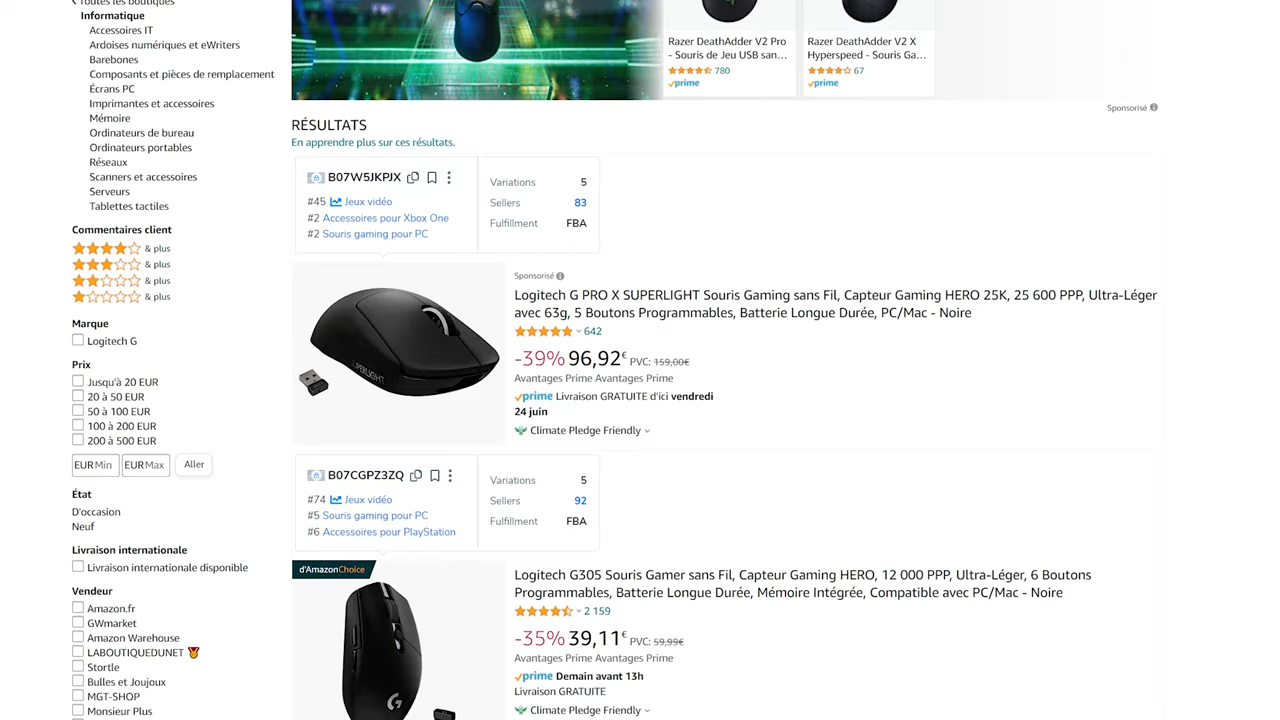 Toutes les boutiques
Informatique
Accessoires IT
Ardoises numériques et eWriters
Barebones
Composants et pièces de remplacement
Écrans PC
Imprimantes et accessoires
Mémoire
Ordinateurs de bureau
Ordinateurs portables
Réseaux
Scanners et accessoires
Serveurs
Tablettes tactiles
Commentaires client
& plus
& plus
& plus
& plus
Marque
Logitech G
Prix
Jusqu'à 20 EUR
20 à 50 EUR
50 à 100 EUR
100 à 200 EUR
200 à 500 EUR
EUR Min EUR Max Aller
État
D'occasion
Neuf
Livraison internationale
Livraison internationale disponible
Vendeur
Amazon.fr
GWmarket
Amazon Warehouse
LABOUTIQUEDUNET
Stortle
Bulles et Joujoux
MGT-SHOP
Monsieur Plus
Razer DeathAdder V2 Pro
- Souris de Jeu USB san...
780
prime
Razer DeathAdder V2 X
Hyperspeed - Souris Ga...
67
prime
Sponsorisé
RÉSULTATS
En apprendre plus sur ces résultats.
B07W5JKPJX
#45 Jeux vidéo
#2 Accessoires pour Xbox One
#2 Souris gaming pour PC
Variations 5
Sellers 83
Fulfillment FBA
SUPERLIGHT
Sponsorisé
Logitech G PRO X SUPERLIGHT Souris Gaming sans Fil, Capteur Gaming HERO 25K, 25 600 PPP, Ultra-Léger
avec 63g, 5 Boutons Programmables, Batterie Longue Durée, PC/Mac - Noire
642
-39% 96,92€ PVC: 159,00€
Avantages Prime Avantages Prime
prime Livraison GRATUITE d'ici vendredi
24 juin
Climate Pledge Friendly
B07CGPZ3ZQ
#74 Jeux vidéo
#5 Souris gaming pour PC
#6 Accessoires pour PlayStation
Variations 5
Sellers 92
Fulfillment FBA
d'AmazonChoice
Logitech G305 Souris Gamer sans Fil, Capteur Gaming HERO, 12 000 PPP, Ultra-Léger, 6 Boutons
Programmables, Batterie Longue Durée, Mémoire Intégrée, Compatible avec PC/Mac - Noire
2 159
-35% 39,11€ PVC: 59,99€
Avantages Prime Avantages Prime
prime Demain avant 13h
Livraison GRATUITE
Climate Pledge Friendly